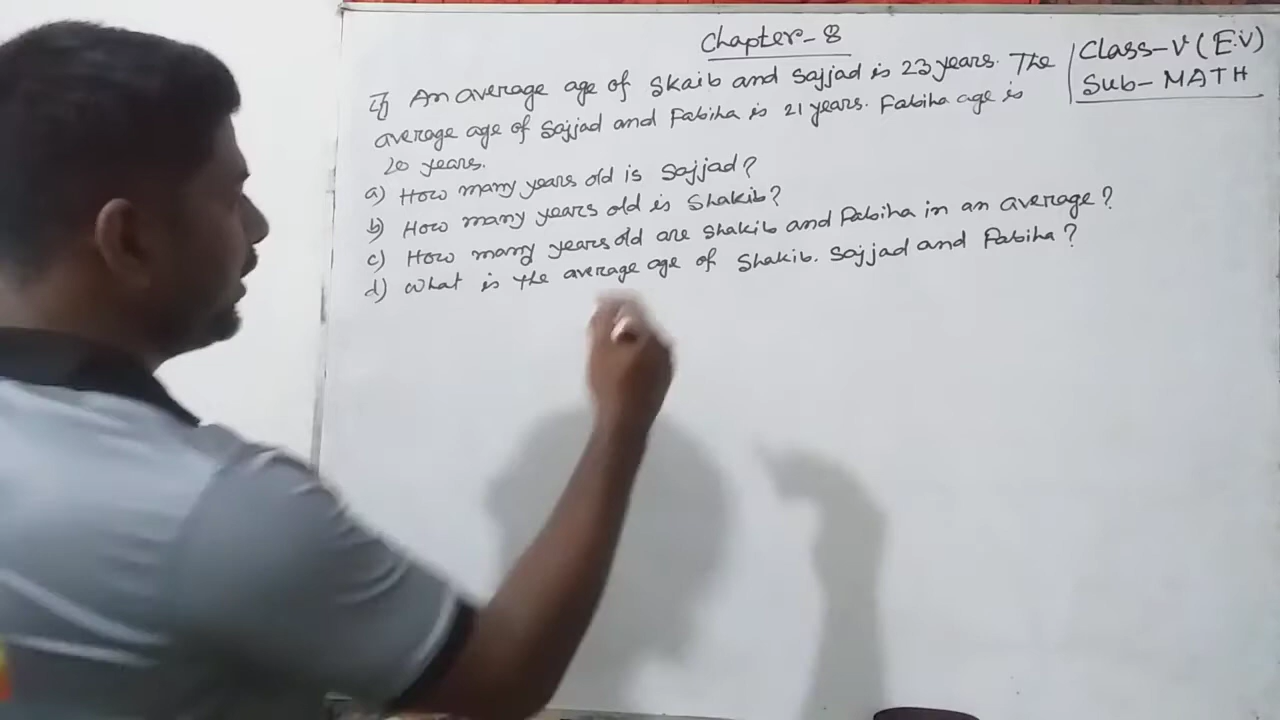 Chapter-8
Class-V (E.V)
Sub-MATH
An average age of Skaib and Sajjad is 23 years. The
average age of Sajjad and Fabiha is 21 years. Fabiha age is
20 years.
a) How many years old is Sajjad?
b) How many years old is Shakib?
c) How many years old are Shakib and Fabiha in an average?
d) What is the average age of Shakib. Sajjad and Fabiha?